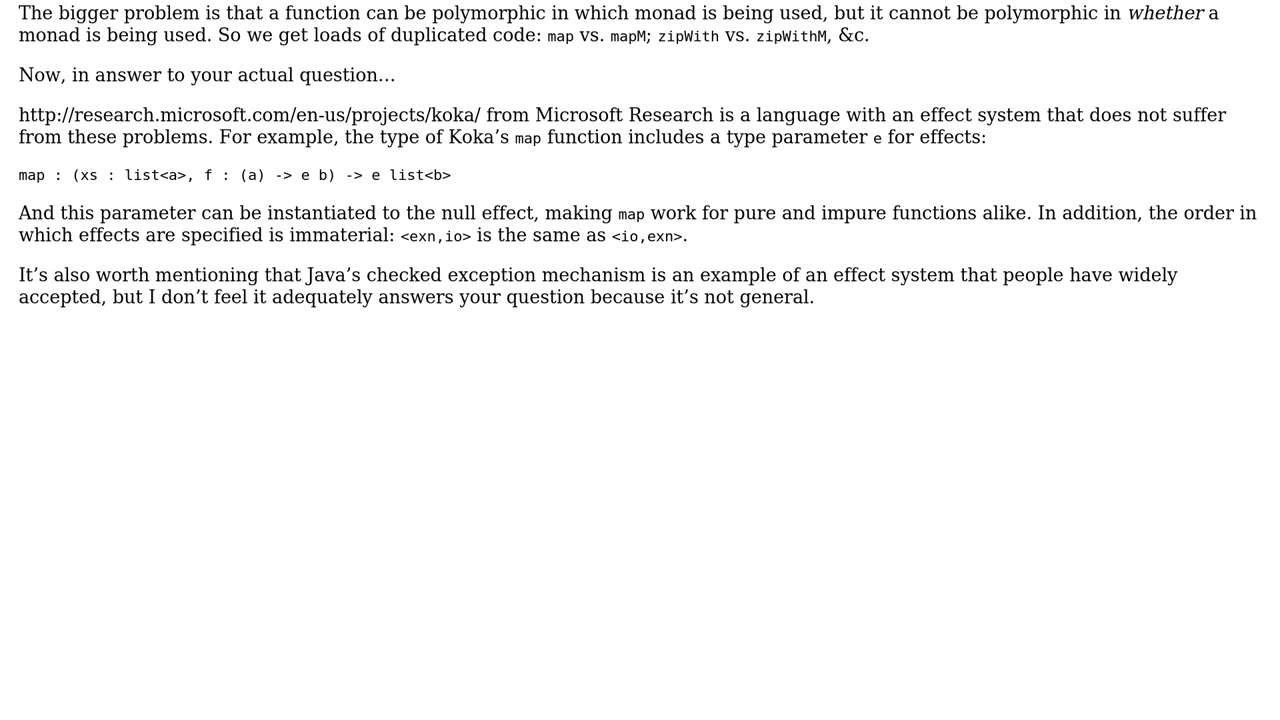 The bigger problem is that a function can be polymorphic in which monad is being used, but it cannot be polymorphic in whether a
monad is being used. So we get loads of duplicated code: map vs. mapM; zipWith vs. zipWithM, &c.
Now, in answer to your actual question…
http://research.microsoft.com/en-us/projects/koka/ from Microsoft Research is a language with an effect system that does not suffer
from these problems. For example, the type of Koka’s map function includes a type parameter e for effects:
map : (xs : list<a>, f : (a) -> e b) -> e list<b>
And this parameter can be instantiated to the null effect, making map work for pure and impure functions alike. In addition, the order in
which effects are specified is immaterial: <exn,io> is the same as <io,exn>.
It’s also worth mentioning that Java’s checked exception mechanism is an example of an effect system that people have widely
accepted, but I don’t feel it adequately answers your question because it’s not general.